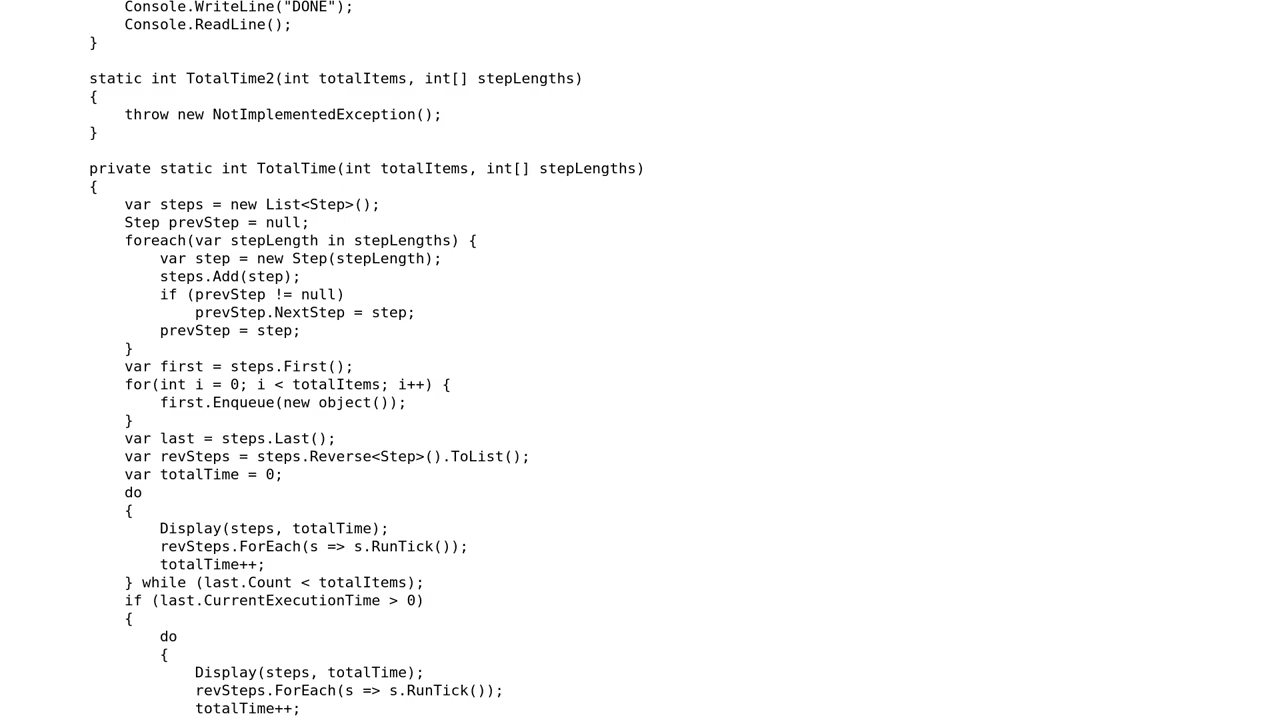 Console.WriteLine("DONE");
Console.ReadLine();
}
static int TotalTime2(int totalItems, int[] stepLengths)
{
throw new NotImplementedException();
}
private static int TotalTime(int totalItems, int[] stepLengths)
{
var steps = new List<Step>();
Step prevStep = null;
foreach(var stepLength in stepLengths) {
var step = new Step(stepLength);
steps.Add(step);
if (prevStep != null)
prevStep.NextStep = step;
prevStep = step;
}
var first = steps.First();
for(int i = 0; i < totalItems; i++) {
first.Enqueue(new object());
}
var last = steps.Last();
var revSteps = steps.Reverse<Step>().ToList();
var totalTime = 0;
do
{
Display(steps, totalTime);
revSteps.ForEach(s => s.RunTick());
totalTime++;
} while (last.Count < totalItems);
if (last.CurrentExecutionTime > 0)
{
do
{
Display(steps, totalTime);
revSteps.ForEach(s => s.RunTick());
totalTime++;